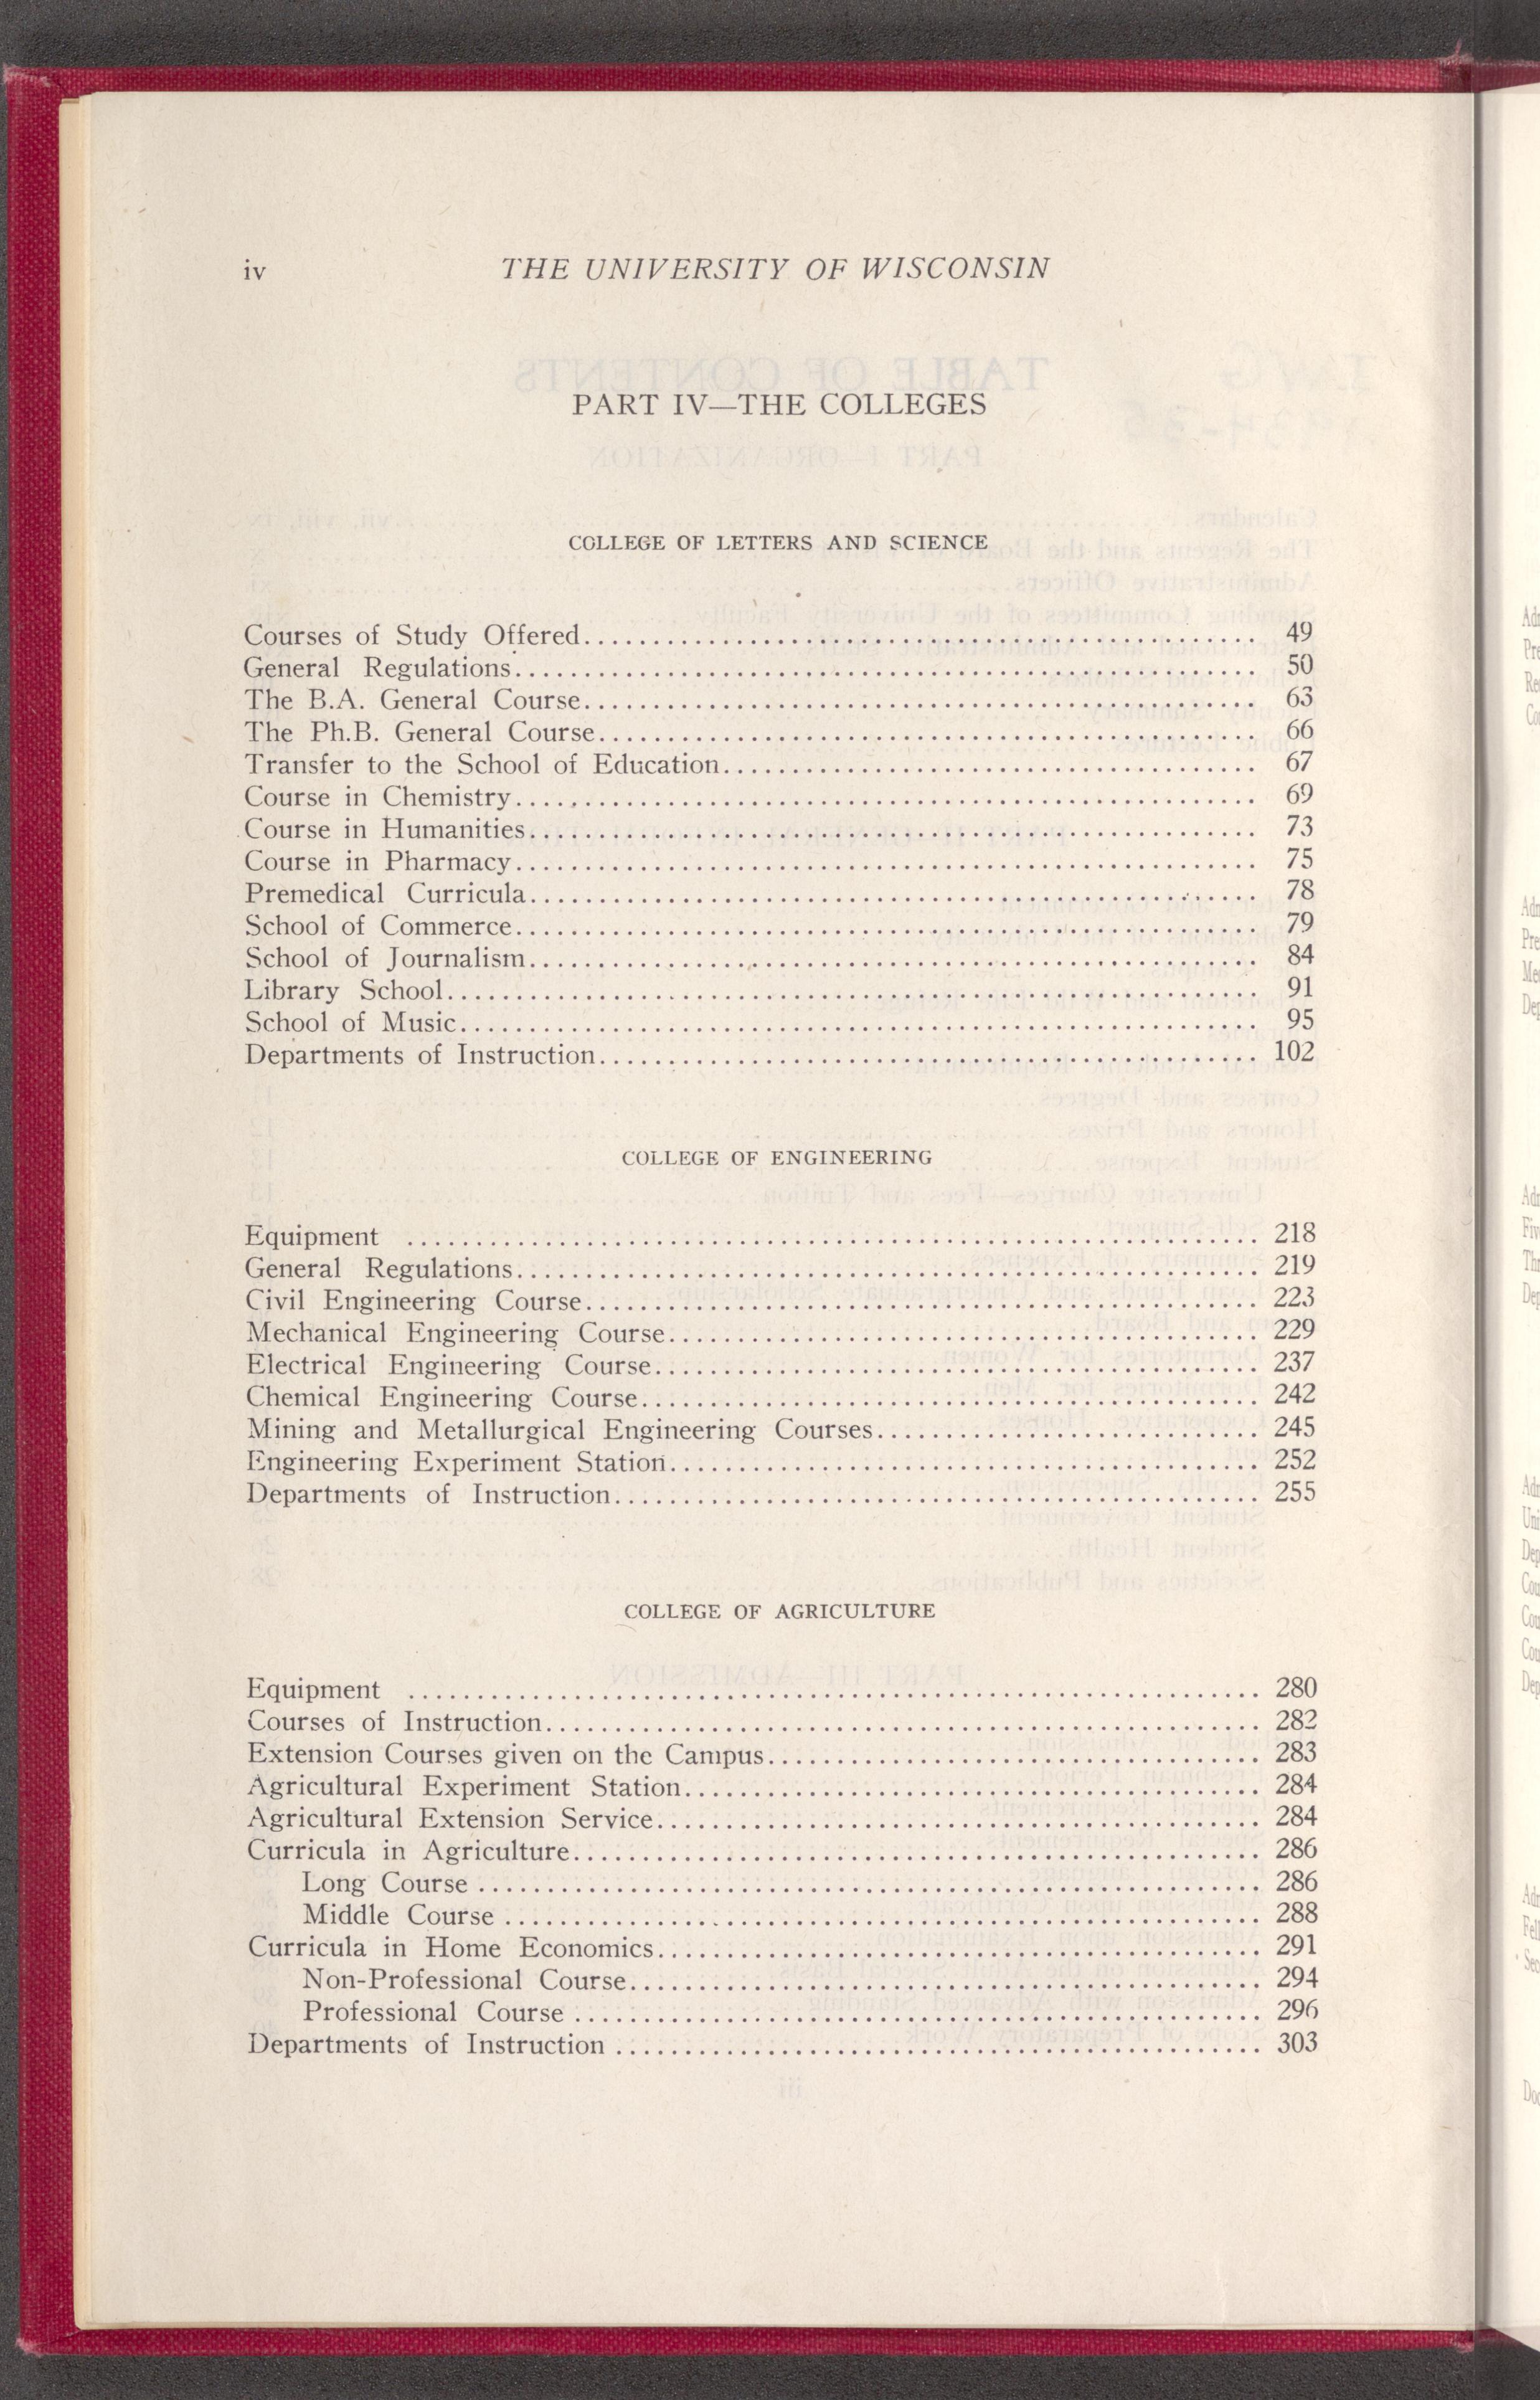 iv THE UNIVERSITY OF WISCONSIN
PART IV—THE COLLEGES
COLLEGE OF LETTERS AND SCIENCE
Courses of Study Offered 49
General Regulations 50
The B.A. General Course 63
The Ph.B. General Course 66
Transfer to the School of Education 67
Course in Chemistry 69
Course in Humanities 73
Course in Pharmacy 75
Premedical Curricula 78
School of Commerce 79
School of Journalism 84
Library School 91
School of Music 95
Departments of Instruction 102
COLLEGE OF ENGINEERING
Equipment 218
General Regulations 219
Civil Engineering Course 223
Mechanical Engineering Course 229
Electrical Engineering Course 237
Chemical Engineering Course 242
Mining and Metallurgical Engineering Courses 245
Engineering Experiment Station 252
Departments of Instruction 255
COLLEGE OF AGRICULTURE
Equipment 280
Courses of Instruction 282
Extension Courses given on the Campus 283
Agricultural Experiment Station 284
Agricultural Extension Service 284
Curricula in Agriculture 286
Long Course 286
Middle Course 288
Curricula in Home Economics 291
Non-Professional Course 294
Professional Course 296
Departments of Instruction 303